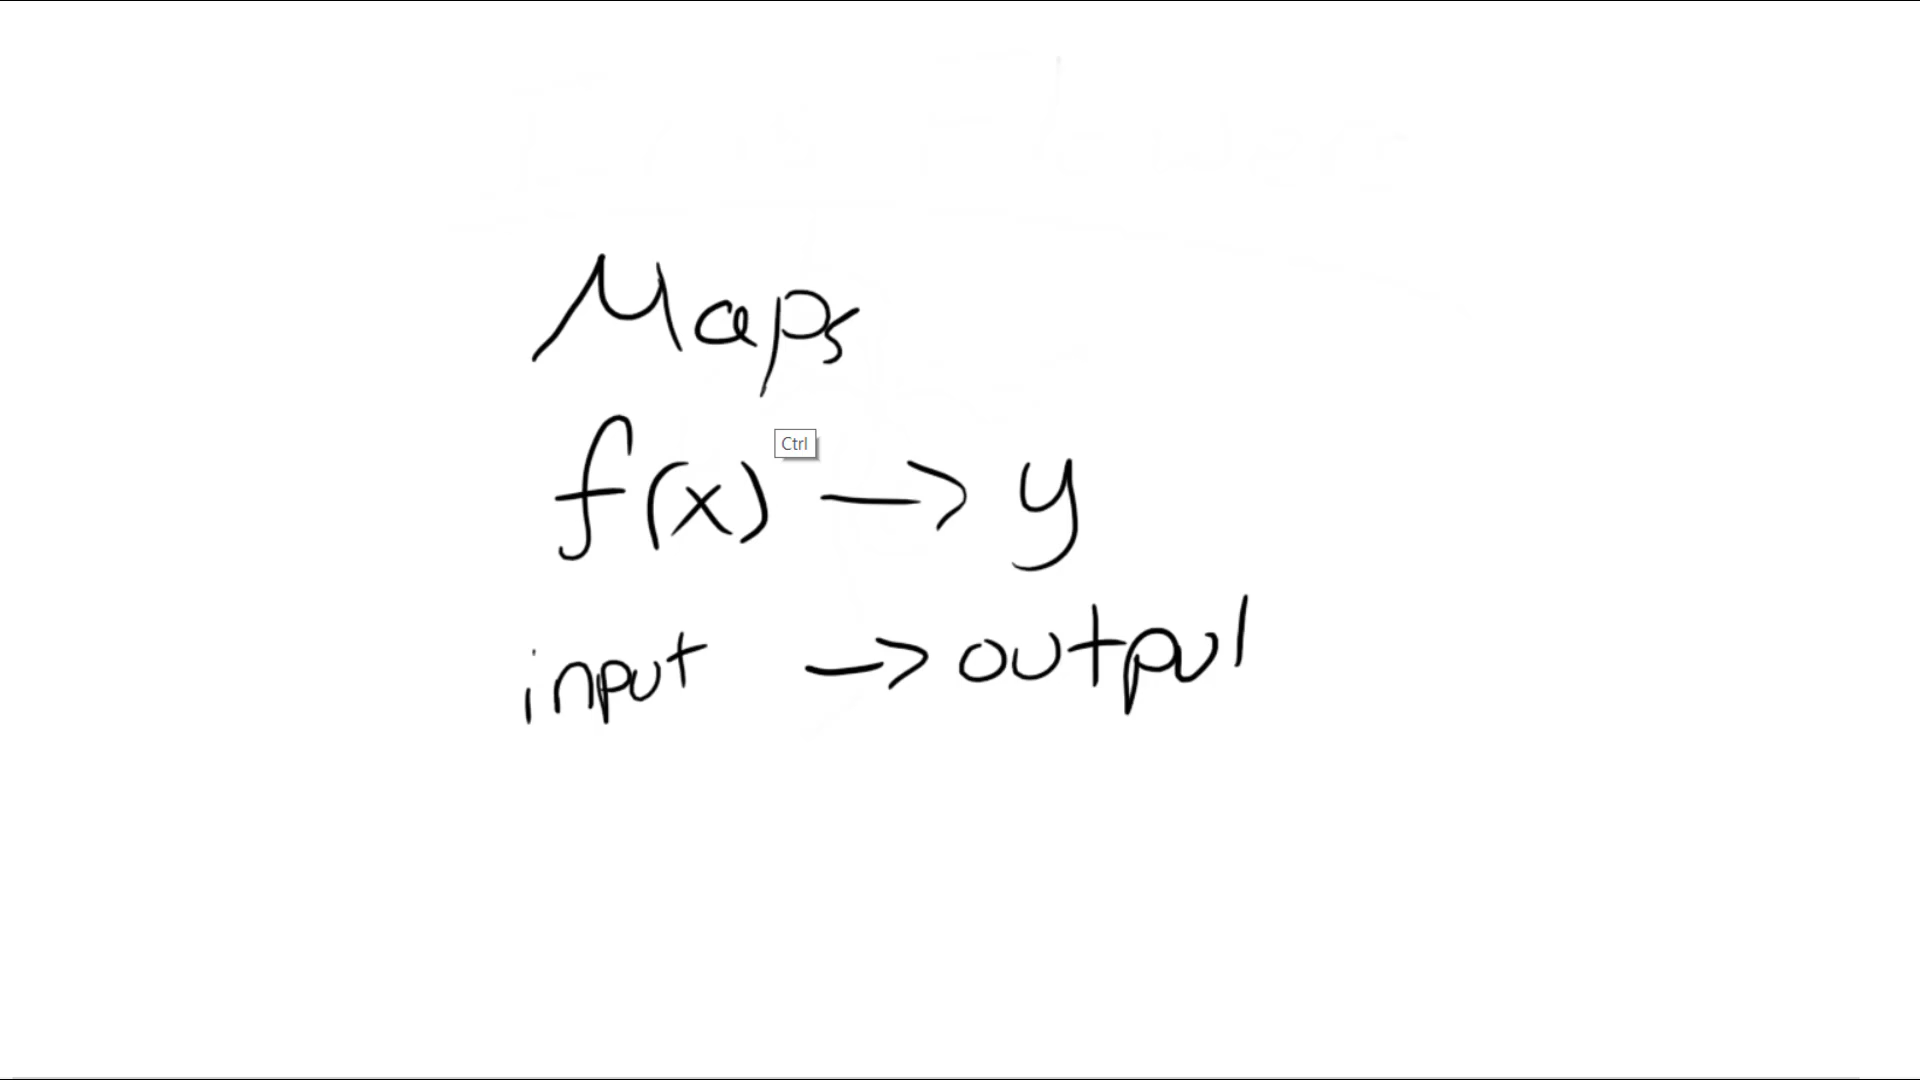 Maps
Ctrl
f(x) -> y
input -> output